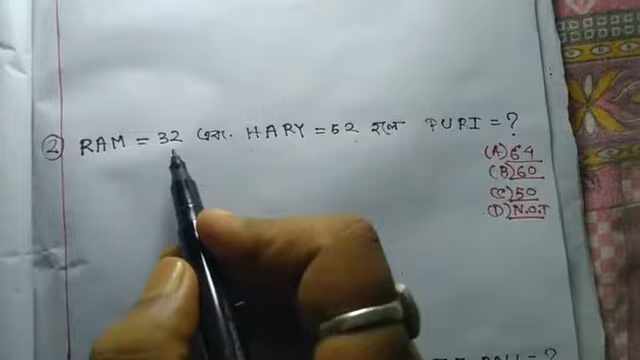 ② RAM = 32 এবং HARY = 52 হলে PURI = ?
(A) 64
(B) 60
(C) 50
(D) N.O.T